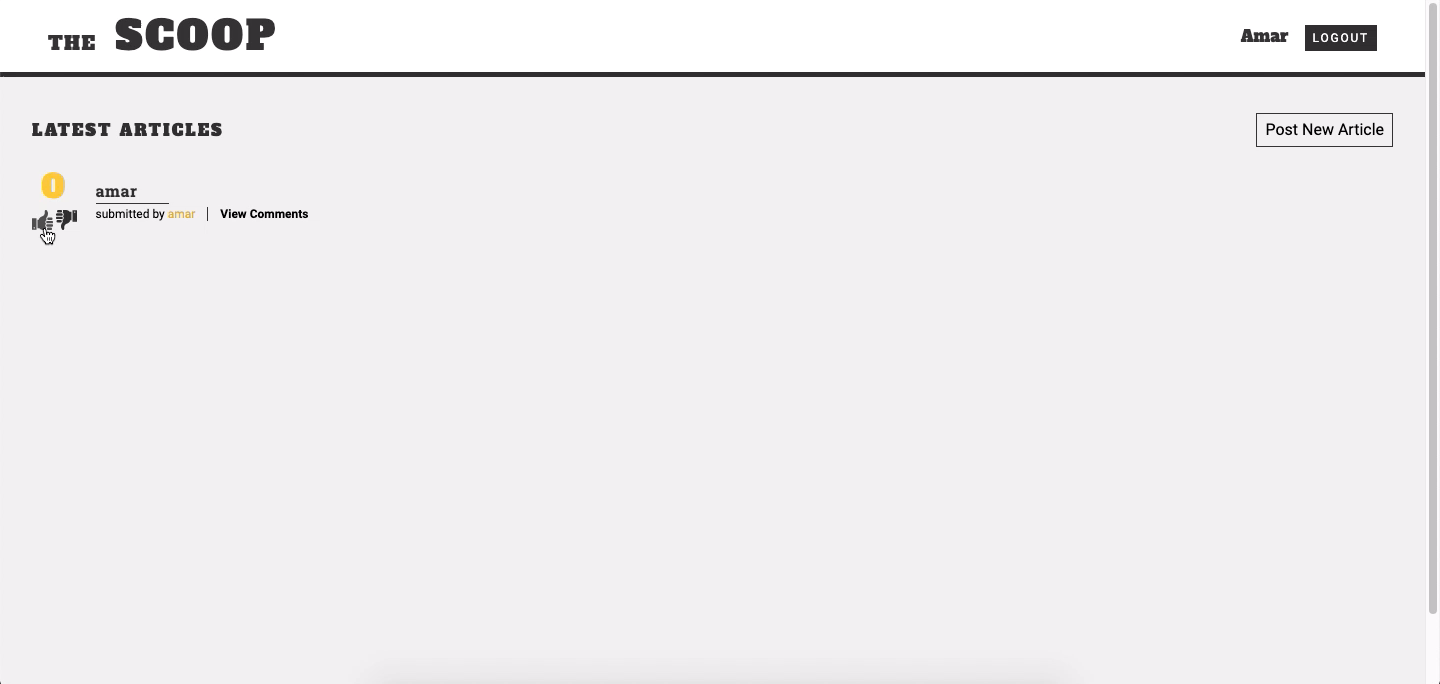 THE SCOOP
Amar
LOGOUT
LATEST ARTICLES
Post New Article
0
amar
submitted by amar | View Comments